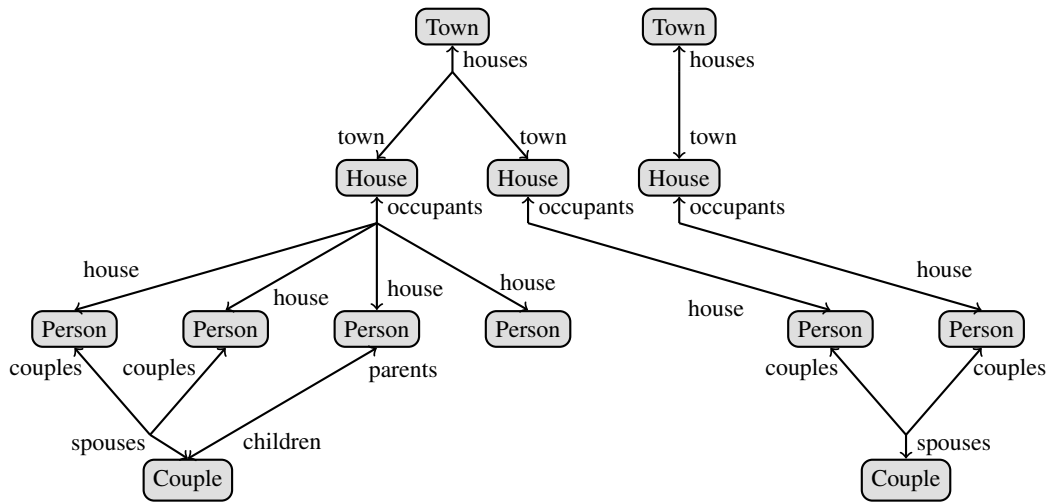 Town Town
houses houses
town town town
House House House
occupants occupants occupants
house house
house house house
house
Person Person Person Person Person Person
couples couples parents couples couples
spouses children spouses
Couple Couple